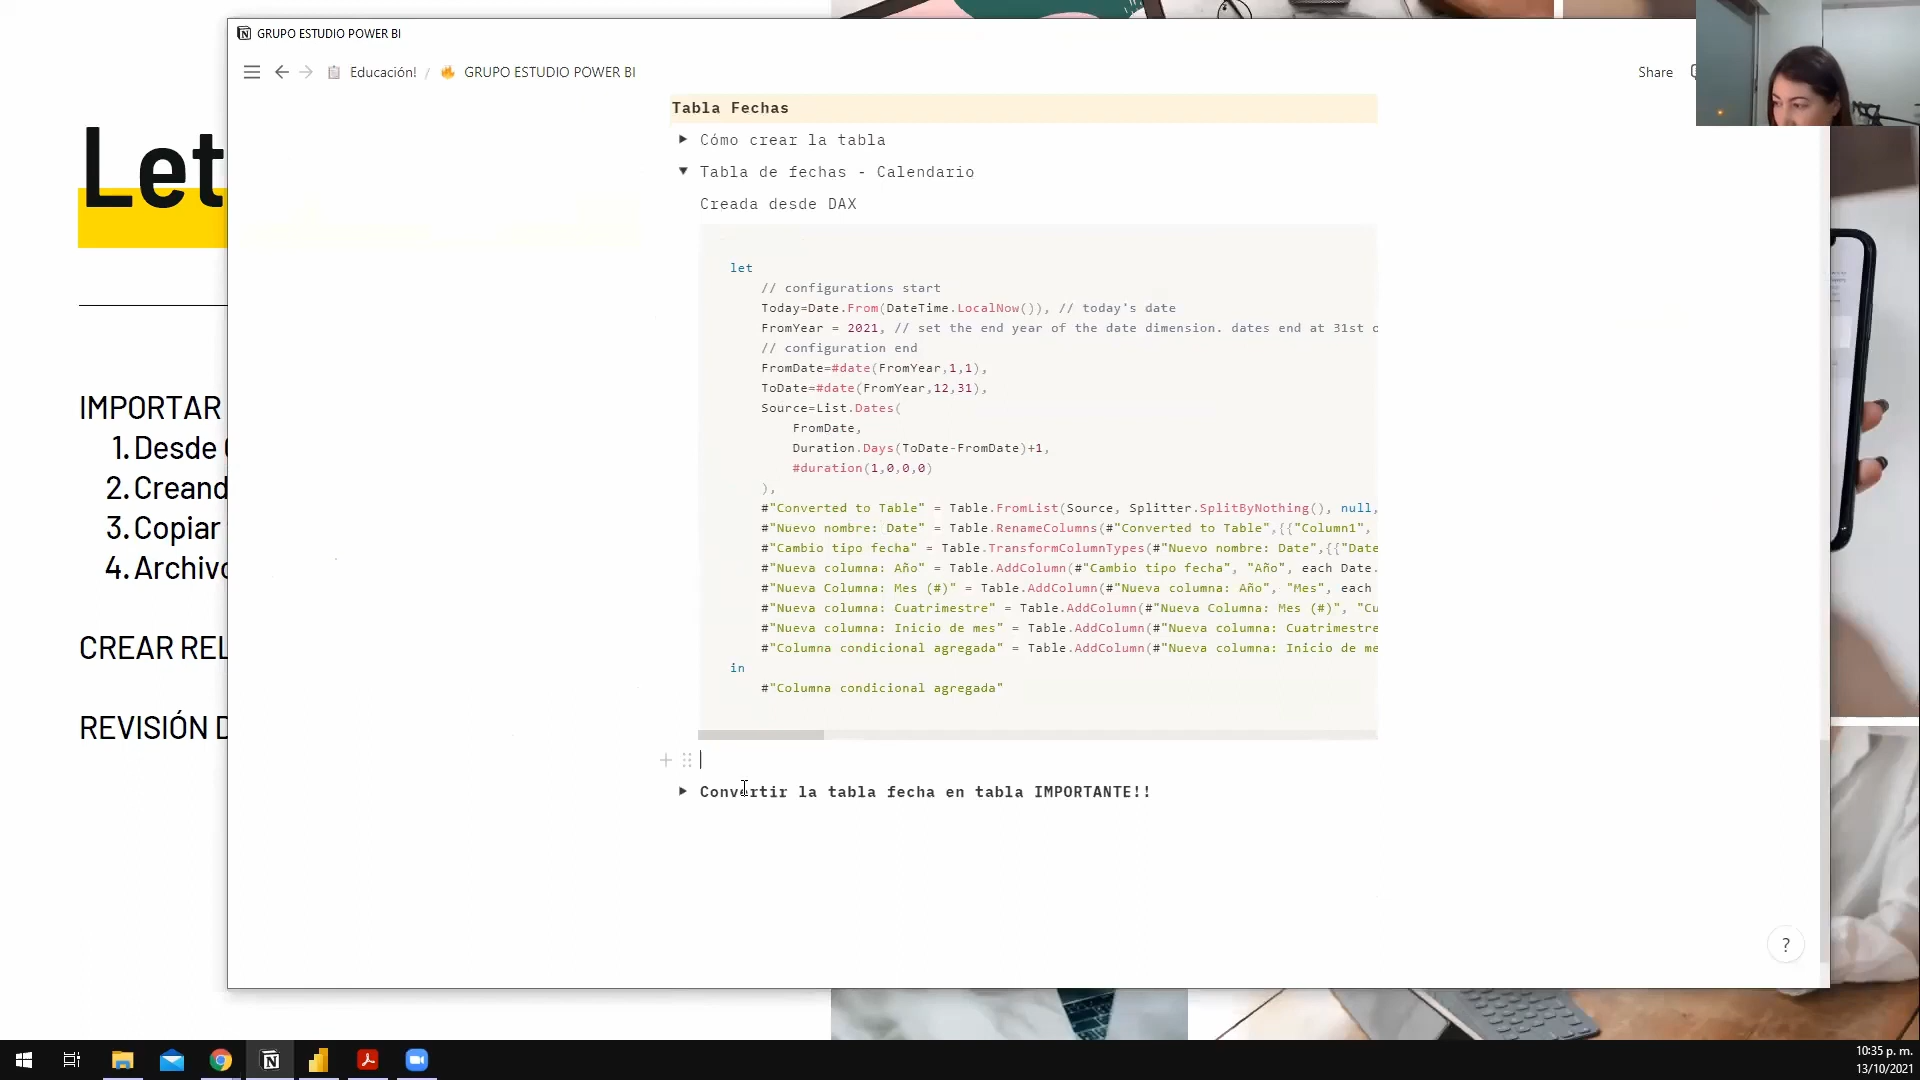 GRUPO ESTUDIO POWER BI
Educación! / GRUPO ESTUDIO POWER BI
Share
Let
IMPORTAR
1. Desde
2. Creand
3. Copiar
4. Archivo
CREAR REL
REVISIÓN D
Tabla Fechas
Cómo crear la tabla
Tabla de fechas - Calendario
Creada desde DAX
let
// configurations start
Today=Date.From(DateTime.LocalNow()), // today's date
FromYear = 2021, // set the end year of the date dimension. dates end at 31st o
// configuration end
FromDate=#date(FromYear,1,1),
ToDate=#date(FromYear,12,31),
Source=List.Dates(
FromDate,
Duration.Days(ToDate-FromDate)+1,
#duration(1,0,0,0)
),
#"Converted to Table" = Table.FromList(Source, Splitter.SplitByNothing(), null,
#"Nuevo nombre: Date" = Table.RenameColumns(#"Converted to Table",{{"Column1",
#"Cambio tipo fecha" = Table.TransformColumnTypes(#"Nuevo nombre: Date",{{"Date
#"Nueva columna: Año" = Table.AddColumn(#"Cambio tipo fecha", "Año", each Date.
#"Nueva Columna: Mes (#)" = Table.AddColumn(#"Nueva columna: Año", "Mes", each
#"Nueva columna: Cuatrimestre" = Table.AddColumn(#"Nueva Columna: Mes (#)", "Cu
#"Nueva columna: Inicio de mes" = Table.AddColumn(#"Nueva columna: Cuatrimestre
#"Columna condicional agregada" = Table.AddColumn(#"Nueva columna: Inicio de me
in
#"Columna condicional agregada"
Convertir la tabla fecha en tabla IMPORTANTE!!
?
10:35 p. m.
13/10/2021